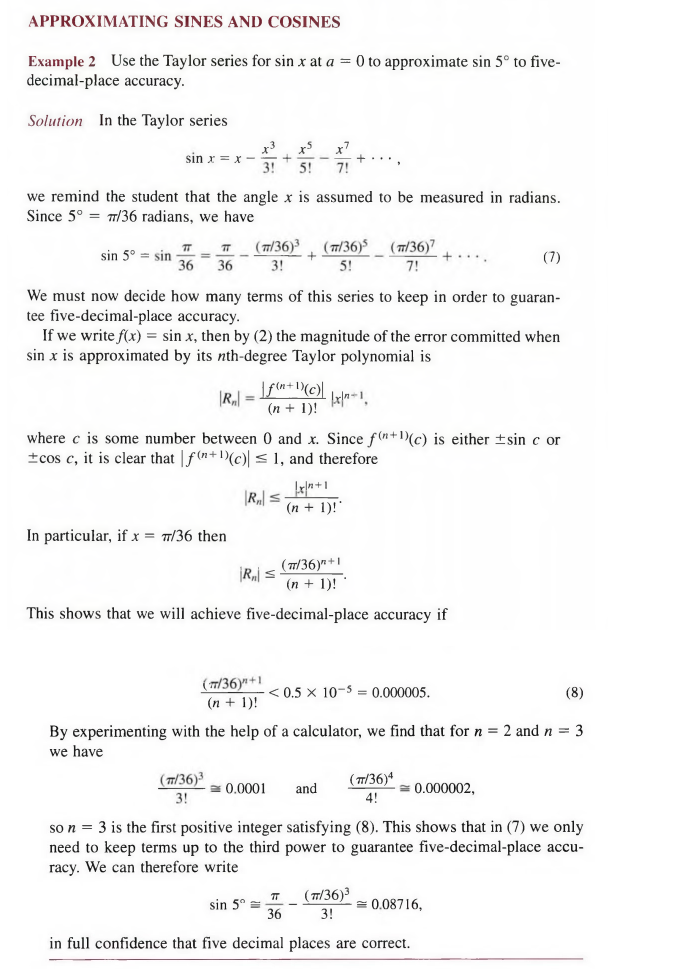 APPROXIMATING SINES AND COSINES
Example 2 Use the Taylor series for sin x at a = 0 to approximate sin 5° to five-
decimal-place accuracy.
Solution In the Taylor series
sin x = x − x³/3! + x⁵/5! − x⁷/7! + · · · ,
we remind the student that the angle x is assumed to be measured in radians.
Since 5° = π/36 radians, we have
sin 5° = sin π/36 = π/36 − (π/36)³/3! + (π/36)⁵/5! − (π/36)⁷/7! + · · · . (7)
We must now decide how many terms of this series to keep in order to guaran-
tee five-decimal-place accuracy.
If we write f(x) = sin x, then by (2) the magnitude of the error committed when
sin x is approximated by its nth-degree Taylor polynomial is
|Rₙ| = |f⁽ⁿ⁺¹⁾(c)|/(n + 1)! |x|ⁿ⁺¹,
where c is some number between 0 and x. Since f⁽ⁿ⁺¹⁾(c) is either ±sin c or
±cos c, it is clear that |f⁽ⁿ⁺¹⁾(c)| ≤ 1, and therefore
|Rₙ| ≤ |x|ⁿ⁺¹/(n + 1)!.
In particular, if x = π/36 then
|Rₙ| ≤ (π/36)ⁿ⁺¹/(n + 1)!.
This shows that we will achieve five-decimal-place accuracy if
(π/36)ⁿ⁺¹/(n + 1)! < 0.5 × 10⁻⁵ = 0.000005. (8)
By experimenting with the help of a calculator, we find that for n = 2 and n = 3
we have
(π/36)³/3! ≅ 0.0001 and (π/36)⁴/4! ≅ 0.000002,
so n = 3 is the first positive integer satisfying (8). This shows that in (7) we only
need to keep terms up to the third power to guarantee five-decimal-place accu-
racy. We can therefore write
sin 5° ≅ π/36 − (π/36)³/3! ≅ 0.08716,
in full confidence that five decimal places are correct.